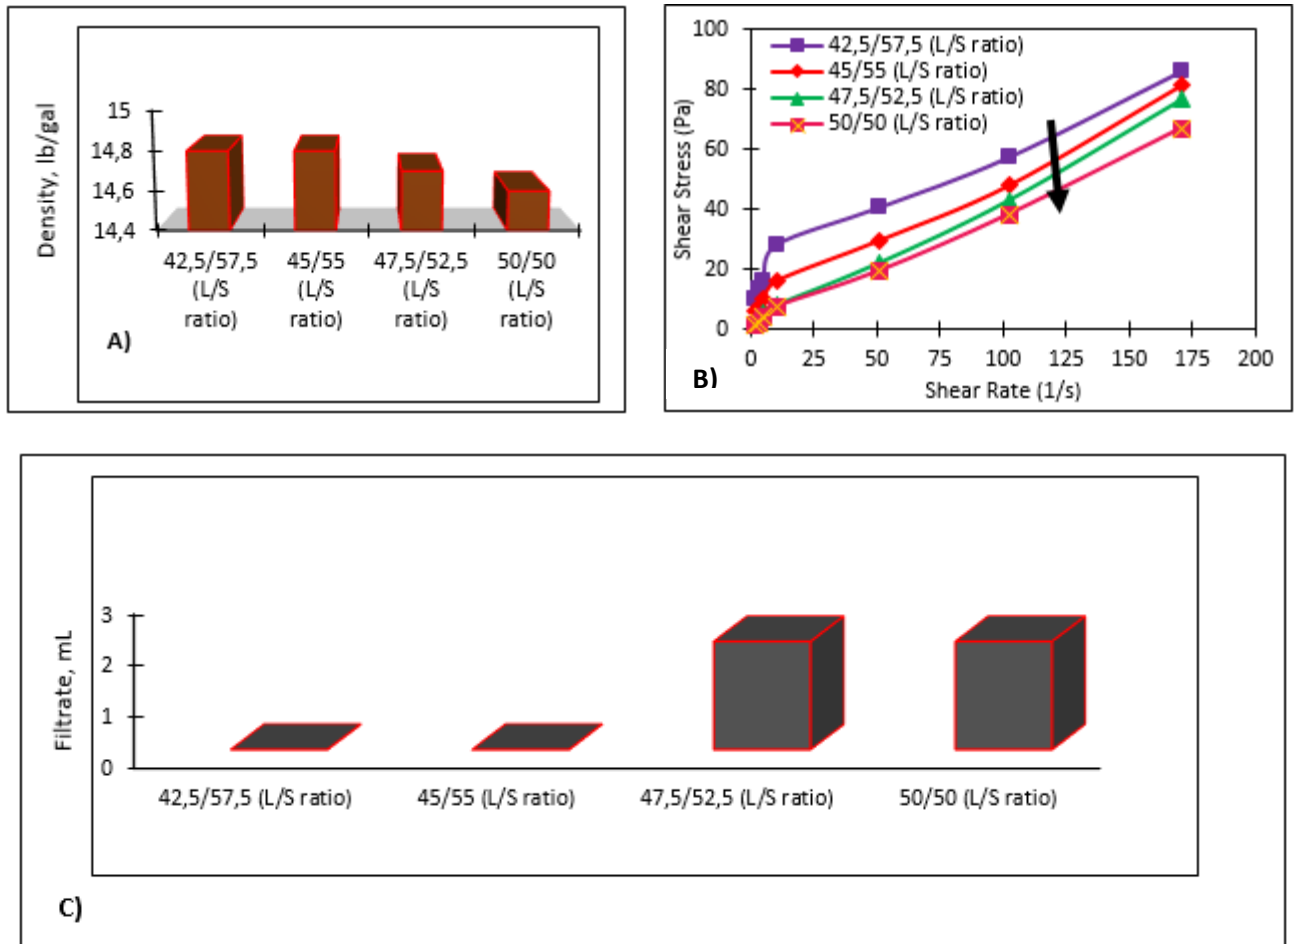 15
14,8
14,6
14,4
Density, lb/gal
42,5/57,5 45/55 47,5/52,5 50/50
(L/S (L/S (L/S (L/S
ratio) ratio) ratio) ratio)
A)
100
80
60
40
20
0
Shear Stress (Pa)
42,5/57,5 (L/S ratio)
45/55 (L/S ratio)
47,5/52,5 (L/S ratio)
50/50 (L/S ratio)
0 25 50 75 100 125 150 175 200
Shear Rate (1/s)
B)
3
2
1
0
Filtrate, mL
42,5/57,5 (L/S ratio) 45/55 (L/S ratio) 47,5/52,5 (L/S ratio) 50/50 (L/S ratio)
C)